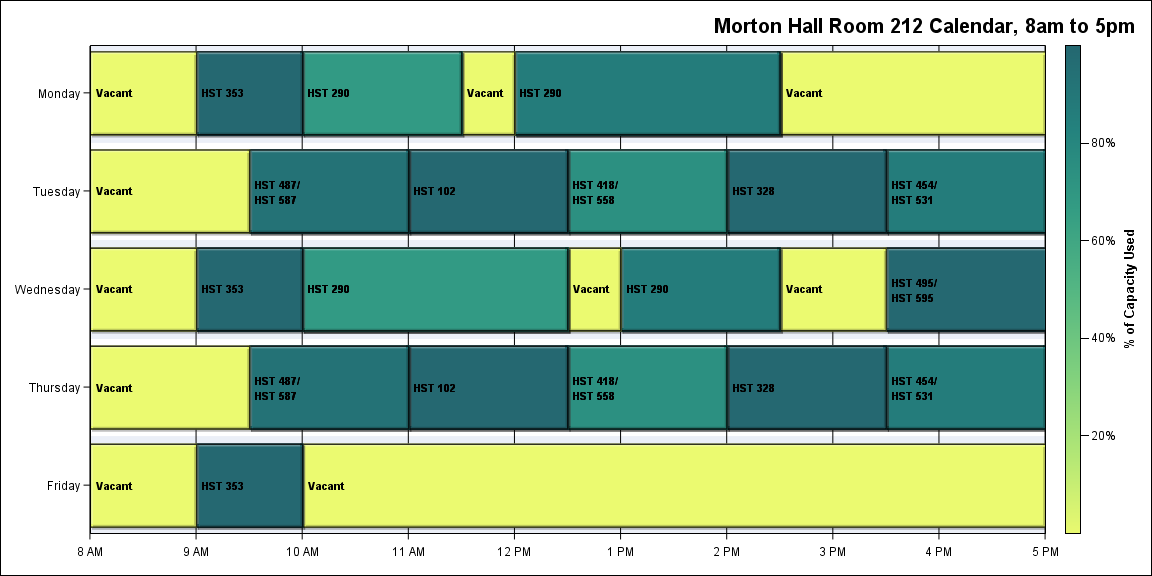 Morton Hall Room 212 Calendar, 8am to 5pm
Monday
Vacant
HST 353
HST 290
Vacant
HST 290
Vacant
Tuesday
Vacant
HST 487/
HST 587
HST 102
HST 418/
HST 558
HST 328
HST 454/
HST 531
Wednesday
Vacant
HST 353
HST 290
Vacant
HST 290
Vacant
HST 495/
HST 595
Thursday
Vacant
HST 487/
HST 587
HST 102
HST 418/
HST 558
HST 328
HST 454/
HST 531
Friday
Vacant
HST 353
Vacant
8 AM
9 AM
10 AM
11 AM
12 PM
1 PM
2 PM
3 PM
4 PM
5 PM
80%
60%
40%
20%
% of Capacity Used